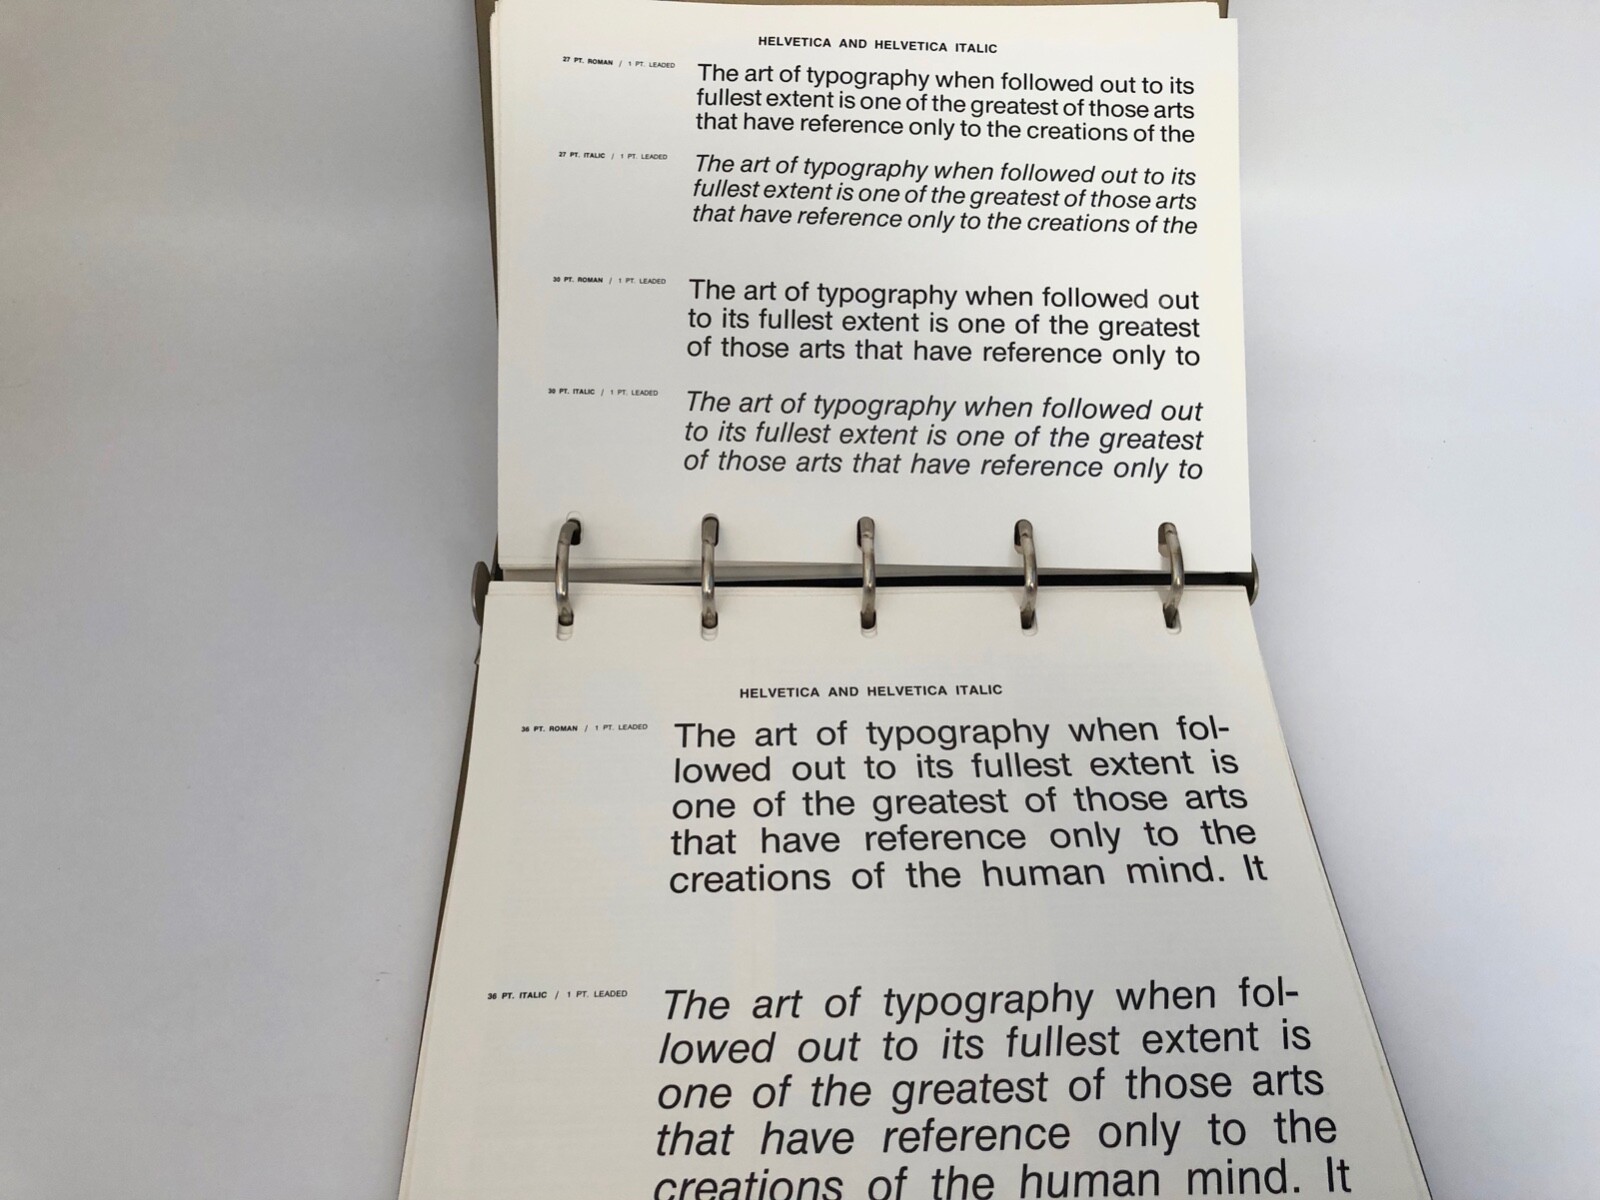 HELVETICA AND HELVETICA ITALIC
27 PT. ROMAN / 1 PT. LEADED
The art of typography when followed out to its
fullest extent is one of the greatest of those arts
that have reference only to the creations of the
27 PT. ITALIC / 1 PT. LEADED
The art of typography when followed out to its
fullest extent is one of the greatest of those arts
that have reference only to the creations of the
30 PT. ROMAN / 1 PT. LEADED
The art of typography when followed out
to its fullest extent is one of the greatest
of those arts that have reference only to
30 PT. ITALIC / 1 PT. LEADED
The art of typography when followed out
to its fullest extent is one of the greatest
of those arts that have reference only to
HELVETICA AND HELVETICA ITALIC
36 PT. ROMAN / 1 PT. LEADED
The art of typography when fol-
lowed out to its fullest extent is
one of the greatest of those arts
that have reference only to the
creations of the human mind. It
36 PT. ITALIC / 1 PT. LEADED
The art of typography when fol-
lowed out to its fullest extent is
one of the greatest of those arts
that have reference only to the
creations of the human mind. It